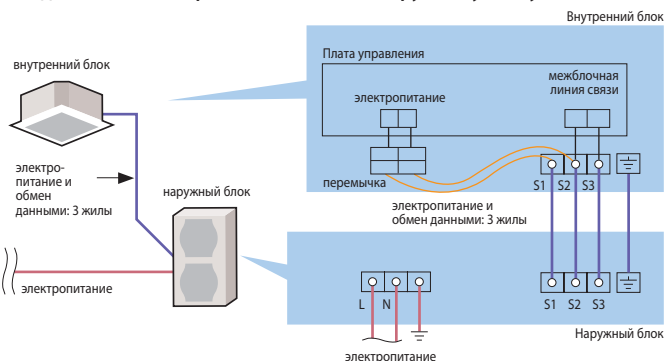 Внутренний блок
Плата управления
внутренний блок
межблочная
линия связи
электропитание
электро-
питание и
обмен
данными: 3 жилы
наружный блок
перемычка
S1 S2 S3
электропитание и
обмен данными: 3 жилы
электропитание
L N
S1 S2 S3
Наружный блок
электропитание